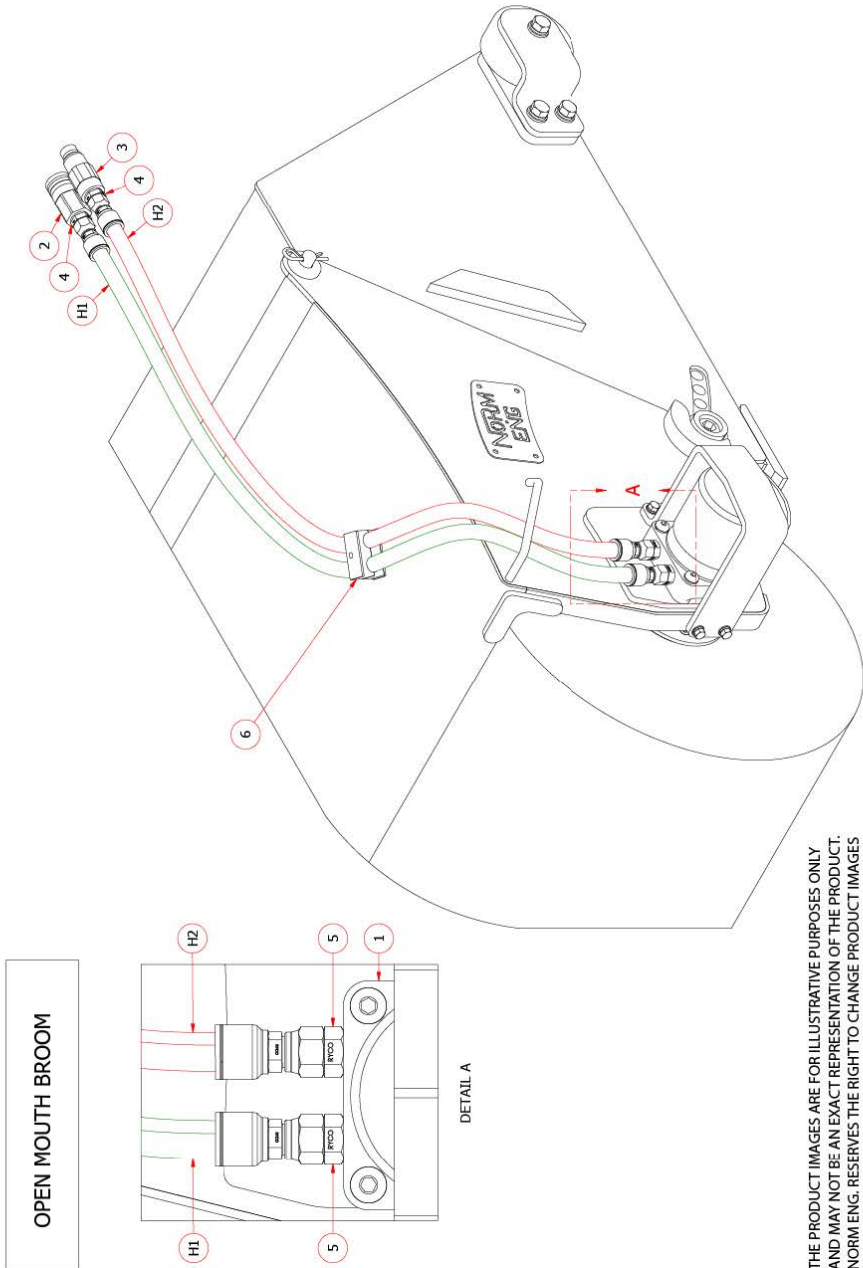 OPEN MOUTH BROOM
H1
H2
5
5
1
RYCO
RYCO
DETAIL A
2
3
4
4
H1
H2
6
A
NORM
ENG
THE PRODUCT IMAGES ARE FOR ILLUSTRATIVE PURPOSES ONLY
AND MAY NOT BE AN EXACT REPRESENTATION OF THE PRODUCT.
NORM ENG. RESERVES THE RIGHT TO CHANGE PRODUCT IMAGES